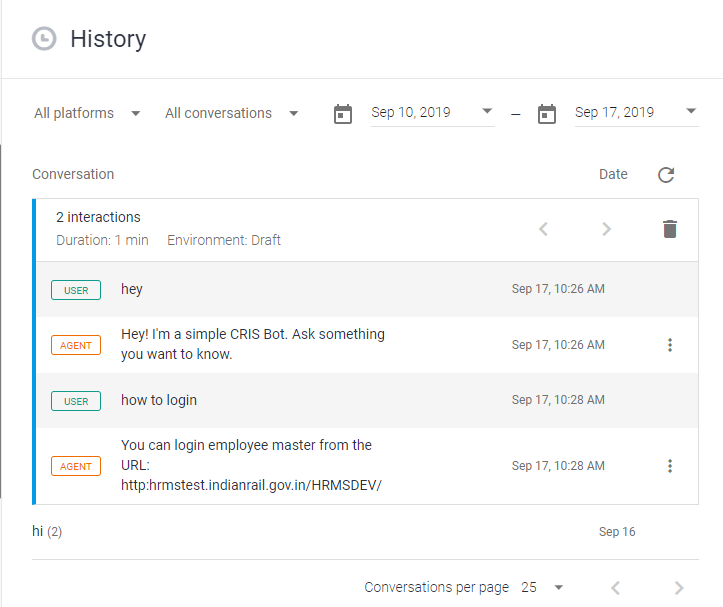 History
All platforms All conversations Sep 10, 2019 – Sep 17, 2019
Conversation Date
2 interactions
Duration: 1 min Environment: Draft
USER hey Sep 17, 10:26 AM
AGENT Hey! I'm a simple CRIS Bot. Ask something
you want to know. Sep 17, 10:26 AM
USER how to login Sep 17, 10:28 AM
AGENT You can login employee master from the
URL: Sep 17, 10:28 AM
http:hrmstest.indianrail.gov.in/HRMSDEV/
hi (2) Sep 16
Conversations per page 25